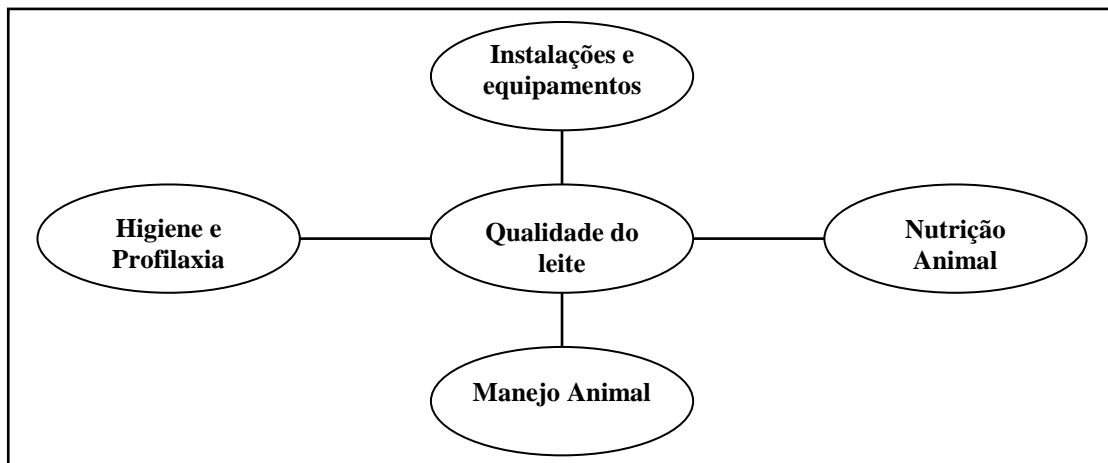 Instalações e
equipamentos
Higiene e
Profilaxia
Qualidade do
leite
Nutrição
Animal
Manejo Animal